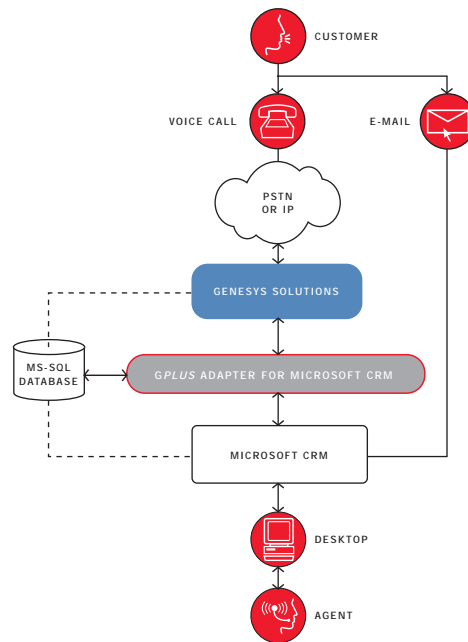 CUSTOMER
VOICE CALL
E-MAIL
PSTN
OR IP
GENESYS SOLUTIONS
MS-SQL
DATABASE
GPLUS ADAPTER FOR MICROSOFT CRM
MICROSOFT CRM
DESKTOP
AGENT